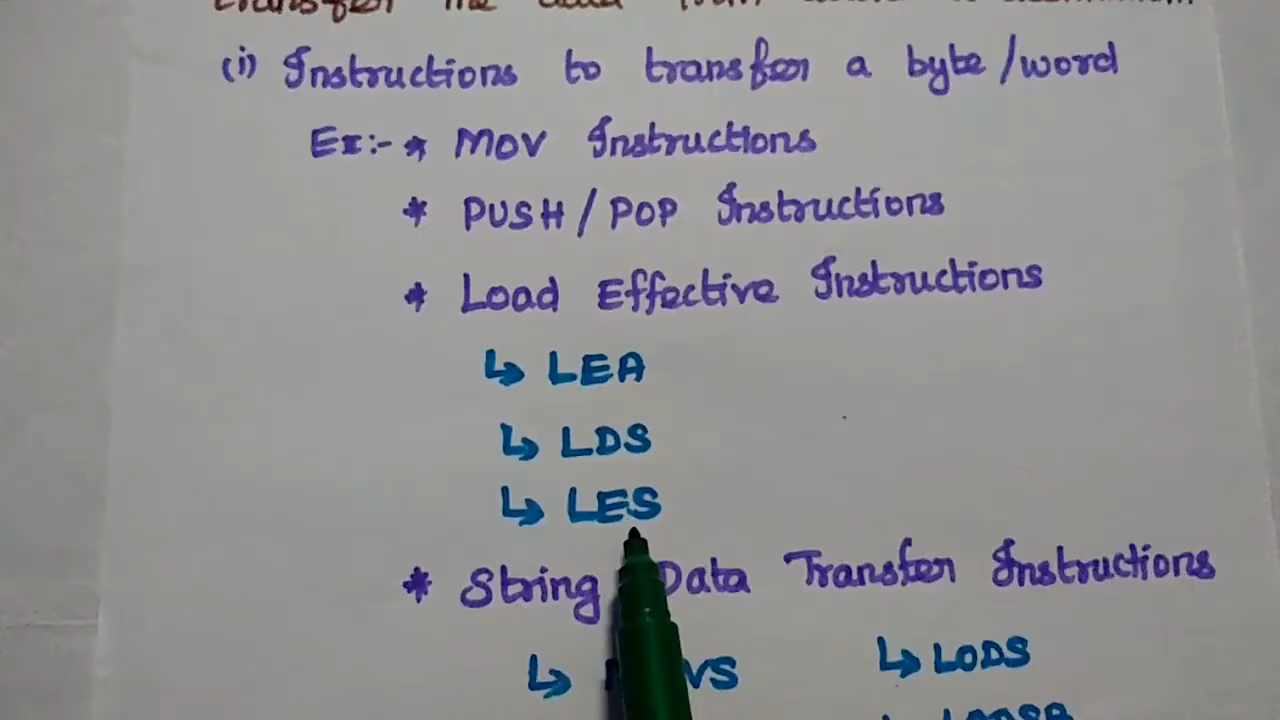 (i) Instructions to transfer a byte/word
Ex:- * MOV Instructions
* PUSH/POP Instructions
* Load Effective Instructions
↳ LEA
↳ LDS
↳ LES
* String Data Transfer Instructions
↳ LODS